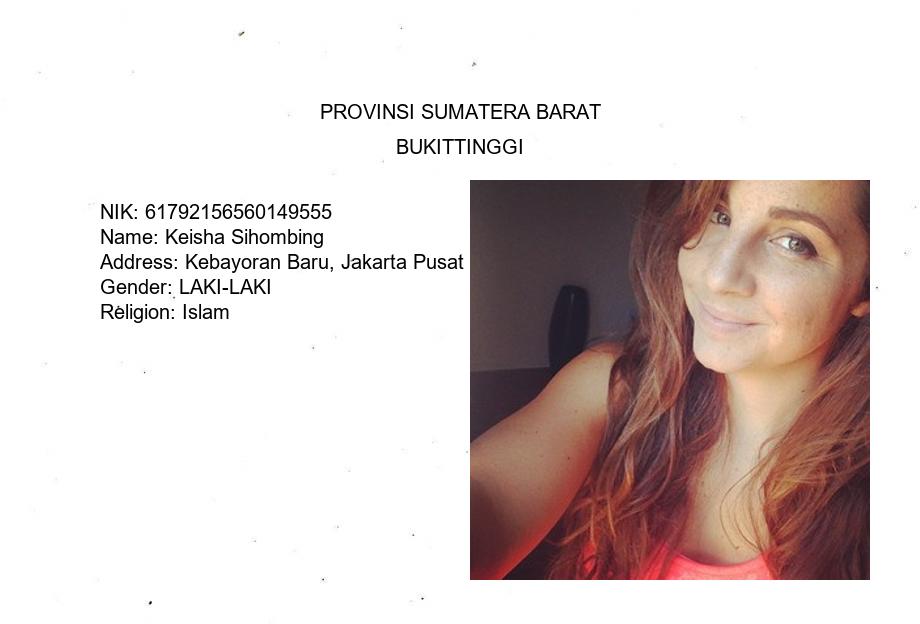 PROVINSI SUMATERA BARAT
BUKITTINGGI
NIK: 61792156560149555
Name: Keisha Sihombing
Address: Kebayoran Baru, Jakarta Pusat
Gender: LAKI-LAKI
Religion: Islam